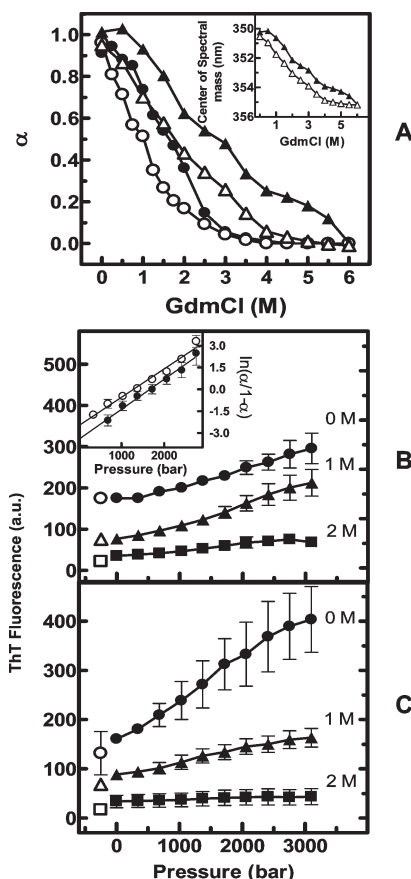 α
1.0
0.8
0.6
0.4
0.2
0.0
0 1 2 3 4 5 6
GdmCl (M)
Center of Spectral
mass (nm)
350
352
354
356
1 3 5
GdmCl (M)
A
ThT Fluorescence (a.u.)
500
400
300
200
100
0
3.0
1.0
0.0
-1.0
-3.0
ln(α/1-α)
1000 2000
Pressure (bar)
0 M
1 M
2 M
B
400
300
200
100
0
0 M
1 M
2 M
C
0 1000 2000 3000
Pressure (bar)